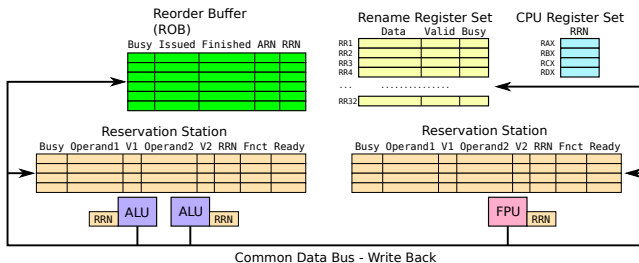 Reorder Buffer
(ROB)
Busy Issued Finished ARN RRN
Rename Register Set
Data Valid Busy
RR1
RR2
RR3
RR4
... ...............
RR32
CPU Register Set
RRN
RAX
RBX
RCX
RDX
Reservation Station
Busy Operand1 V1 Operand2 V2 RRN Fnct Ready
Reservation Station
Busy Operand1 V1 Operand2 V2 RRN Fnct Ready
RRN ALU
ALU RRN
FPU RRN
Common Data Bus - Write Back